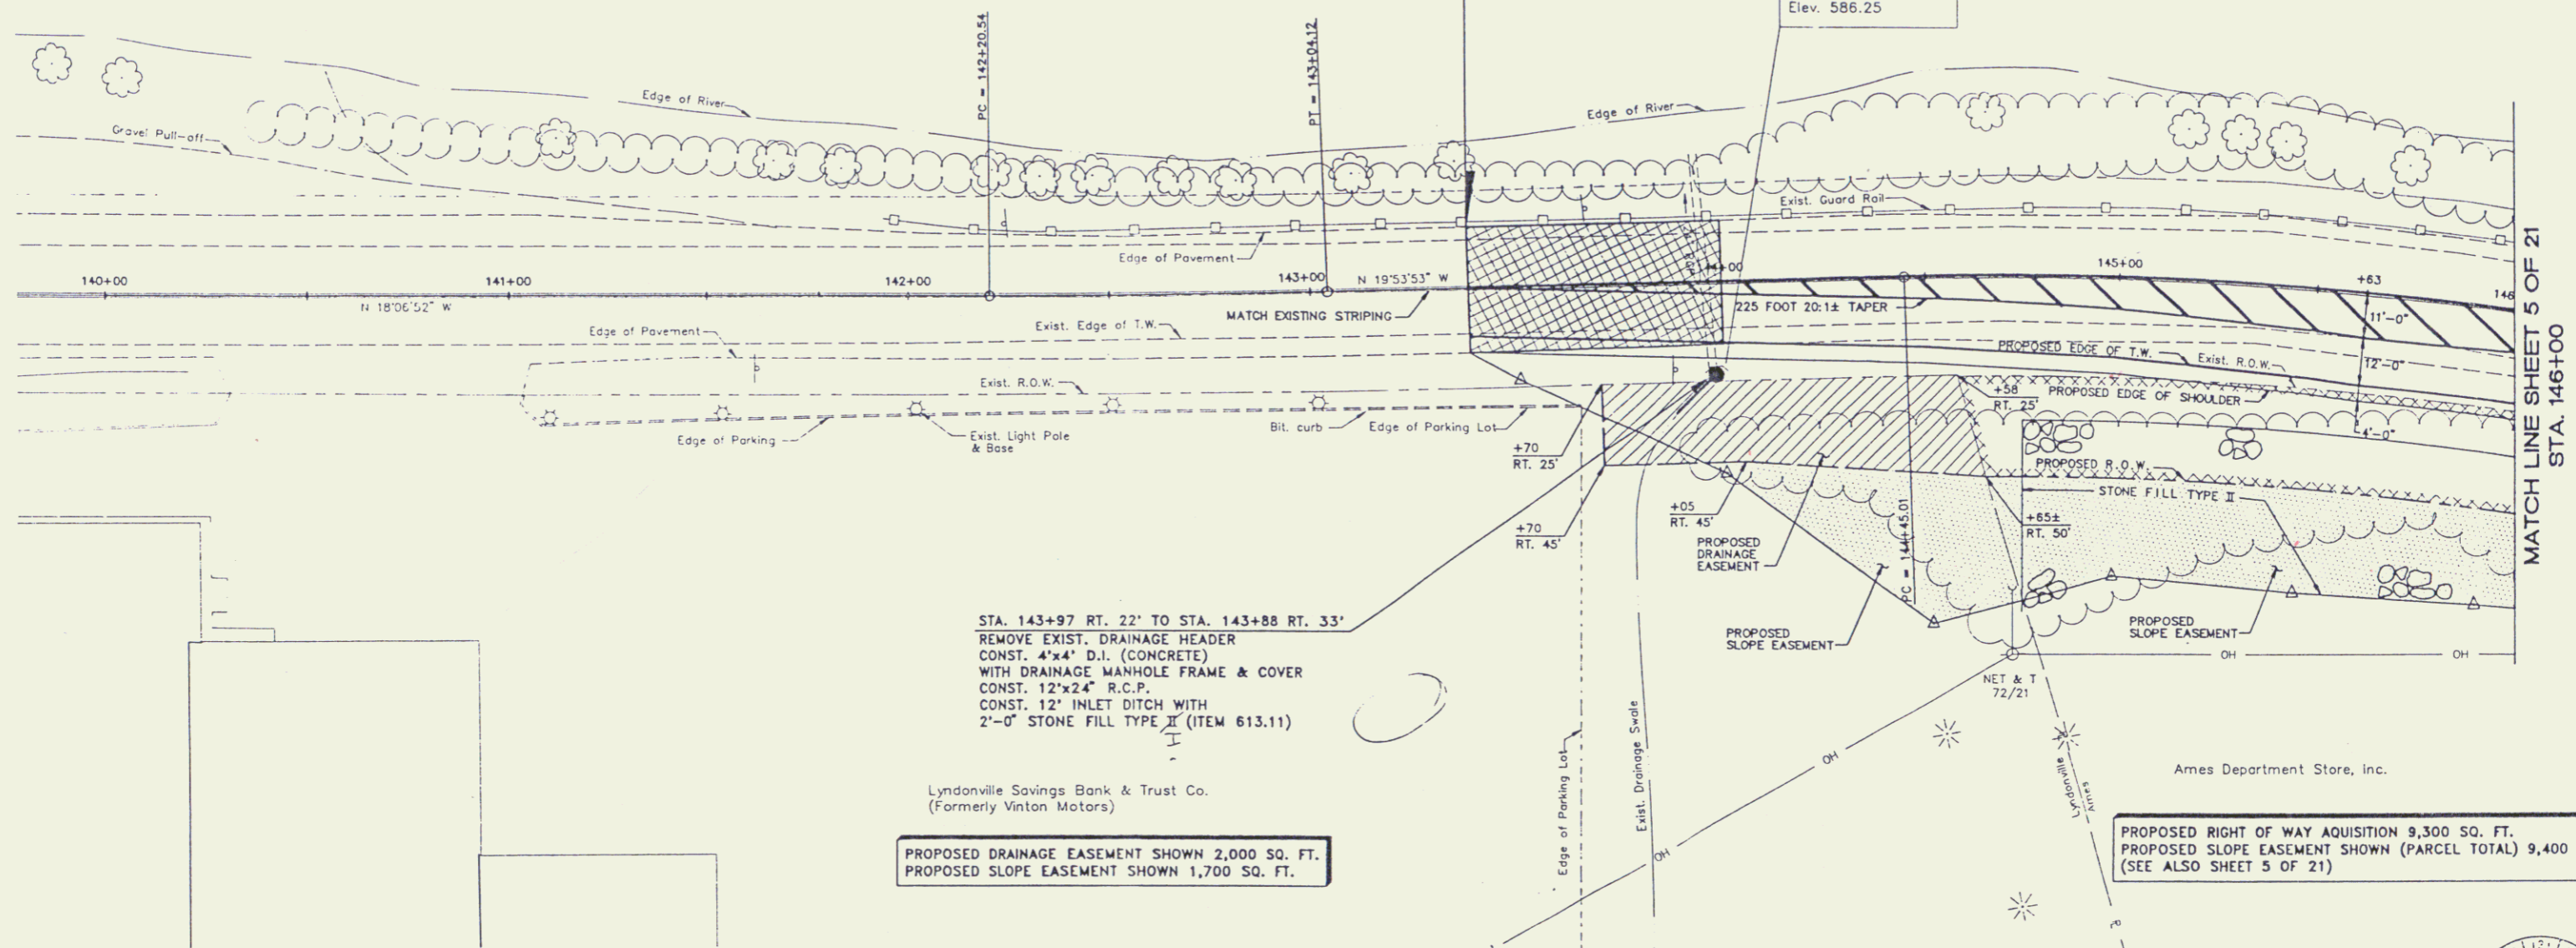 Elev. 586.25
PC = 142+20.54
PT = 143+04.12
Edge of River
Edge of River
Gravel Pull-off
Exist. Guard Rail
Edge of Pavement
140+00
141+00
142+00
143+00
N 19°53'53" W
145+00
+63
146
N 18°06'52" W
MATCH EXISTING STRIPING
225 FOOT 20:1± TAPER
11'-0"
Edge of Pavement
Exist. Edge of T.W.
PROPOSED EDGE OF T.W.
Exist. R.O.W.
12'-0"
Exist. R.O.W.
+58
RT. 25'
PROPOSED EDGE OF SHOULDER
4'-0"
Edge of Parking
Exist. Light Pole
& Base
Bit. curb
Edge of Parking Lot
+70
RT. 25'
PROPOSED R.O.W.
STONE FILL TYPE II
+70
RT. 45'
+05
RT. 45'
PROPOSED
DRAINAGE
EASEMENT
PC = 144+45.01
+65±
RT. 50'
MATCH LINE SHEET 5 OF 21
STA. 146+00
STA. 143+97 RT. 22' TO STA. 143+88 RT. 33'
REMOVE EXIST. DRAINAGE HEADER
CONST. 4'x4' D.I. (CONCRETE)
WITH DRAINAGE MANHOLE FRAME & COVER
CONST. 12'x24" R.C.P.
CONST. 12' INLET DITCH WITH
2'-0" STONE FILL TYPE II (ITEM 613.11)
I
PROPOSED
SLOPE EASEMENT
PROPOSED
SLOPE EASEMENT
OH
OH
NET & T
72/21
Edge of Parking Lot
Exist. Drainage Swale
OH
OH
Lyndonville
Ames
Ames Department Store, Inc.
Lyndonville Savings Bank & Trust Co.
(Formerly Vinton Motors)
PROPOSED DRAINAGE EASEMENT SHOWN 2,000 SQ. FT.
PROPOSED SLOPE EASEMENT SHOWN 1,700 SQ. FT.
PROPOSED RIGHT OF WAY AQUISITION 9,300 SQ. FT.
PROPOSED SLOPE EASEMENT SHOWN (PARCEL TOTAL) 9,400
(SEE ALSO SHEET 5 OF 21)